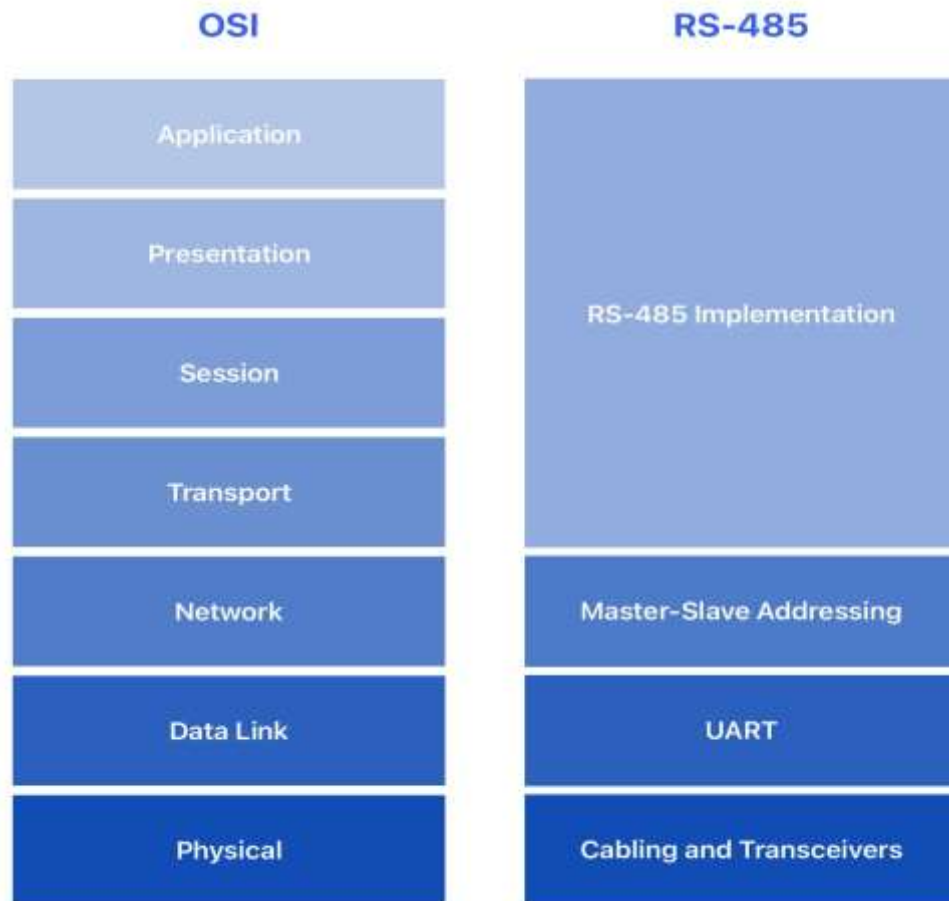 OSI
RS-485
Application
Presentation
Session
Transport
Network
Data Link
Physical
RS-485 Implementation
Master-Slave Addressing
UART
Cabling and Transceivers